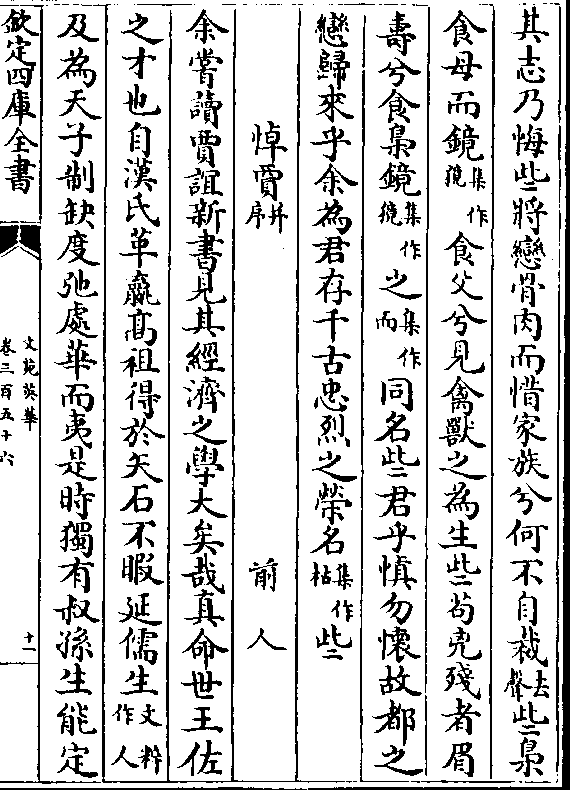 其志乃悔些將戀骨肉而惜家族兮何不自裁去聲些梟
食母而鏡集作獍食父兮見禽獸之為生些苟兇殘者眉
壽兮食梟鏡集作獍之集作而同名些君乎慎勿懷故都之
戀歸來乎余為君存千古忠烈之榮名集作枯些
悼賈并序 前人
余嘗讀賈誼新書見其經濟之學大矣哉真命世王佐
之才也自漢氏革嬴高祖得於矢石不暇延儒生文粹作人
及為天子制缺度弛處華而夷是時獨有叔孫生能定
欽定四庫全書
文苑英華
卷三百五十六
十一